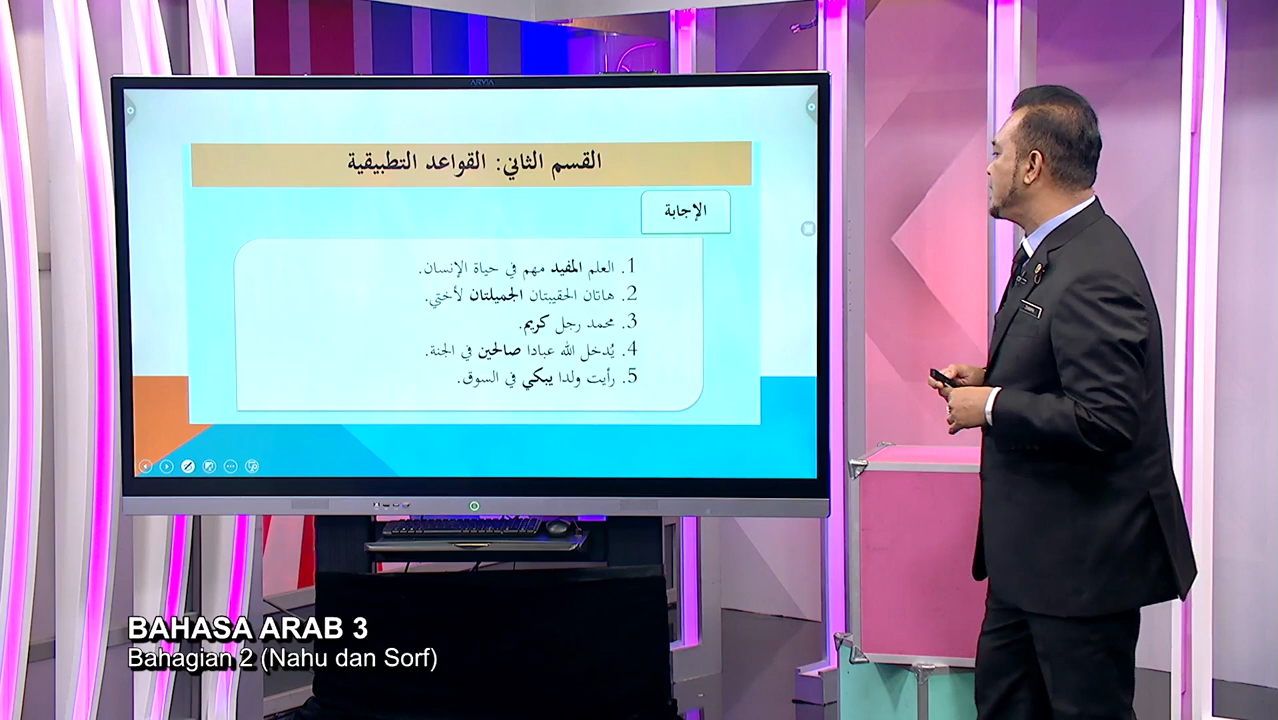 ARVIA
القسم الثاني: القواعد التطبيقية
الإجابة
1. العلم المفيد مهم في حياة الإنسان.
2. هاتان الحقيبتان الجميلتان لأختي.
3. محمد رجل كريم.
4. يُدخل الله عبادا صالحين في الجنة.
5. رأيت ولدا يبكي في السوق.
BAHASA ARAB 3
Bahagian 2 (Nahu dan Sorf)